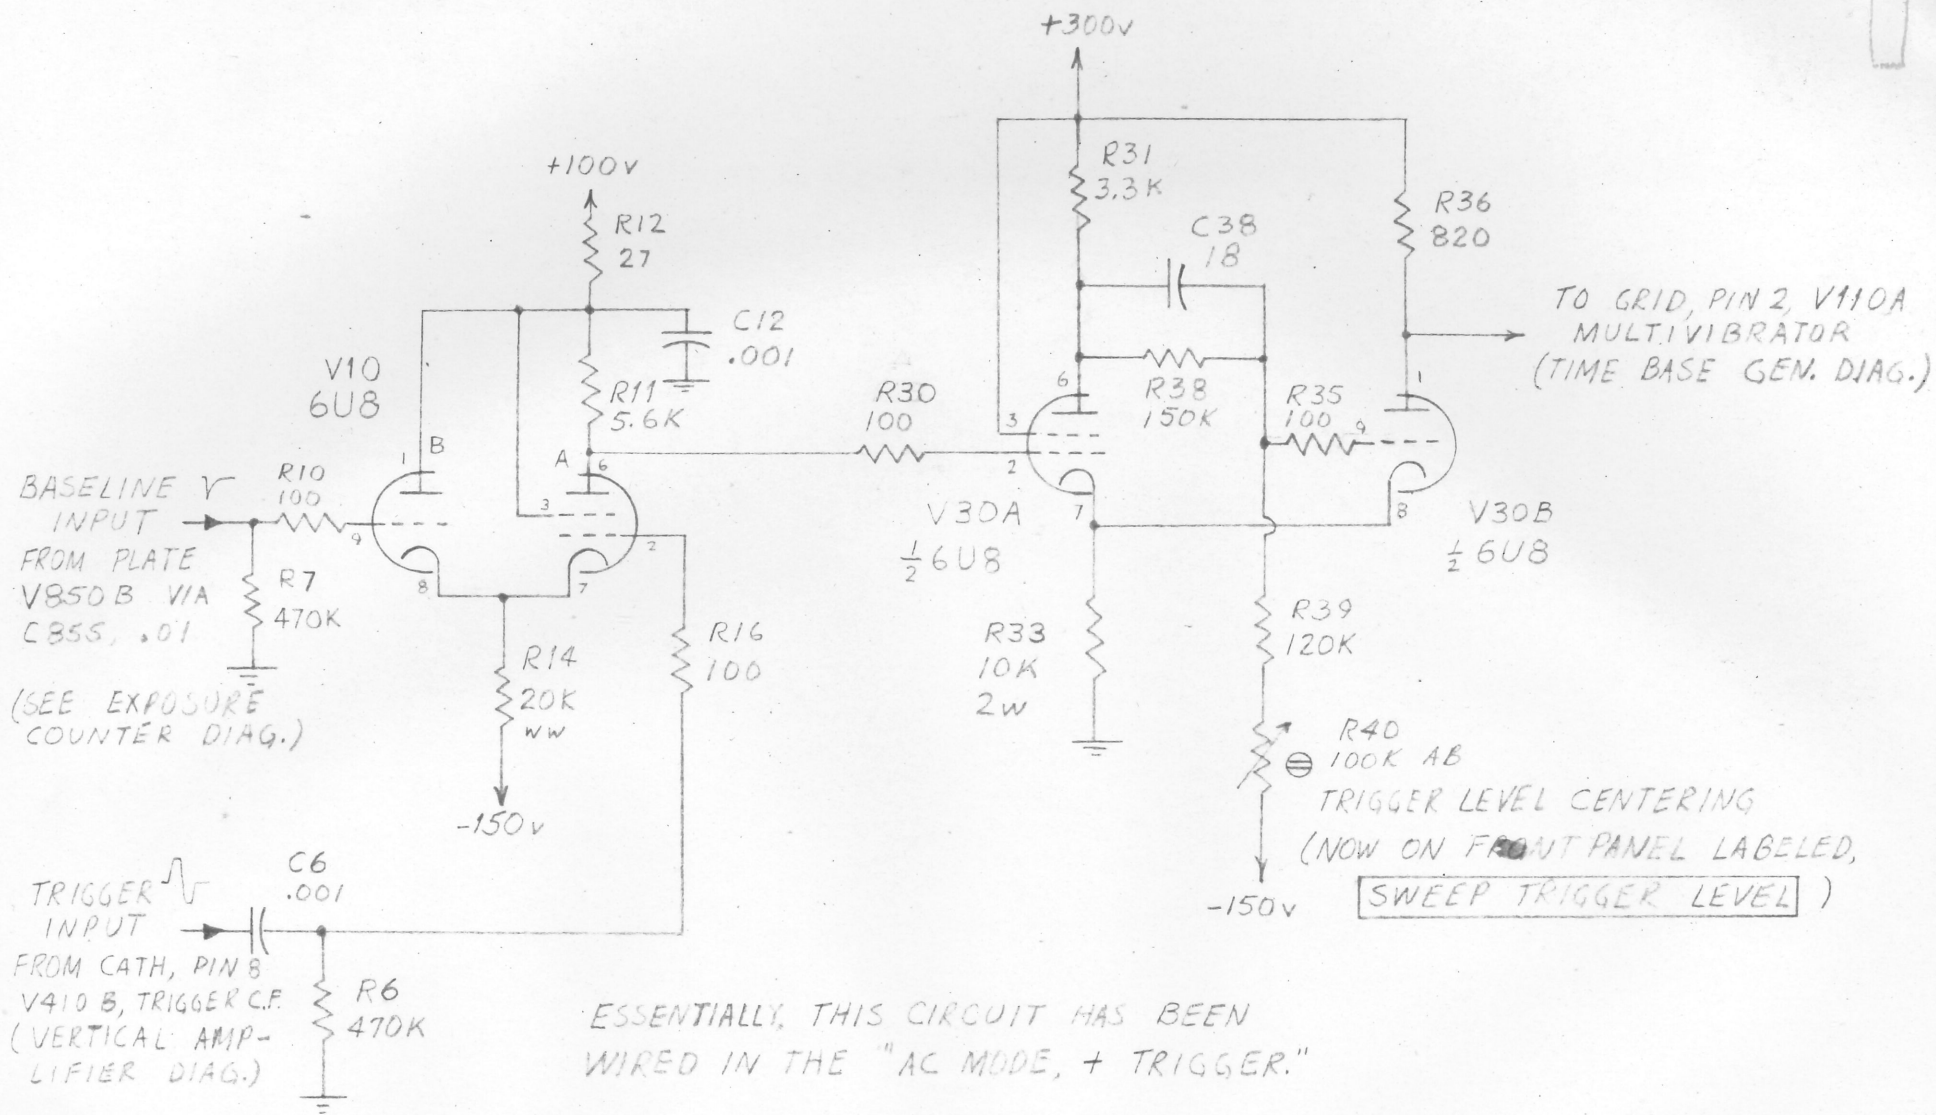 +300v
+100v
R12
27
R31
3.3K
C38
18
R36
820
TO GRID, PIN 2, V110A
MULTIVIBRATOR
(TIME BASE GEN. DIAG.)
V10
6U8
C12
.001
R11
5.6K
R30
100
6
R38
150K
R35
100
9
1
3
2
1
B
A
6
3
2
BASELINE
INPUT
FROM PLATE
V850B VIA
C855, .01
(SEE EXPOSURE
COUNTER DIAG.)
R10
100
9
R7
470K
8
7
V30A
½ 6U8
7
8
V30B
½ 6U8
R14
20K
WW
-150v
R16
100
R33
10K
2W
R39
120K
R40
100K AB
TRIGGER LEVEL CENTERING
(NOW ON FRONT PANEL LABELED,
SWEEP TRIGGER LEVEL )
-150v
TRIGGER
INPUT
FROM CATH, PIN 8
V410B, TRIGGER C.F.
(VERTICAL AMP-
LIFIER DIAG.)
C6
.001
R6
470K
ESSENTIALLY, THIS CIRCUIT HAS BEEN
WIRED IN THE "AC MODE, + TRIGGER."